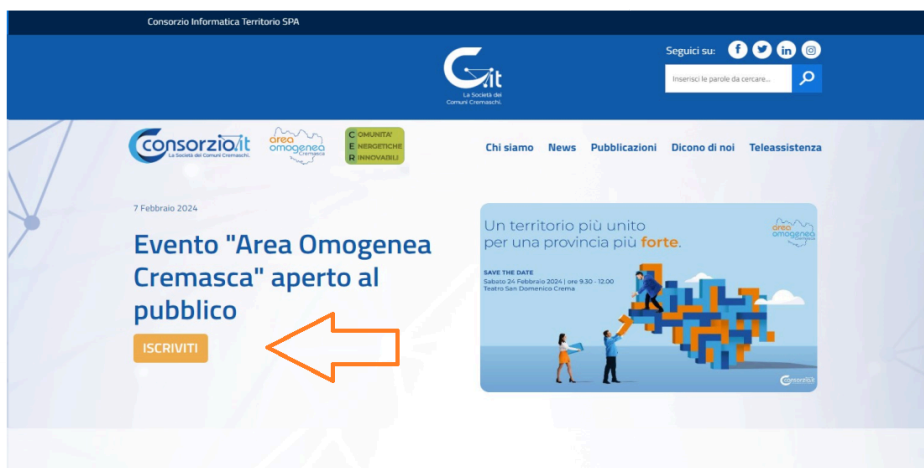 Consorzio Informatica Territorio SPA
Seguici su:
C.it
La Società dei
Comuni Cremaschi.
Inserisci le parole da cercare...
consorzio.it
La Società dei Comuni Cremaschi.
area
omogenea
cremasca
COMUNITA'
ENERGETICHE
RINNOVABILI
Chi siamo News Pubblicazioni Dicono di noi Teleassistenza
7 Febbraio 2024
Evento "Area Omogenea
Cremasca" aperto al
pubblico
ISCRIVITI
Un territorio più unito
per una provincia più forte.
area
omogenea
SAVE THE DATE
Sabato 24 Febbraio 2024 | ore 9.30 - 12.00
Teatro San Domenico Crema
Consorzio.it